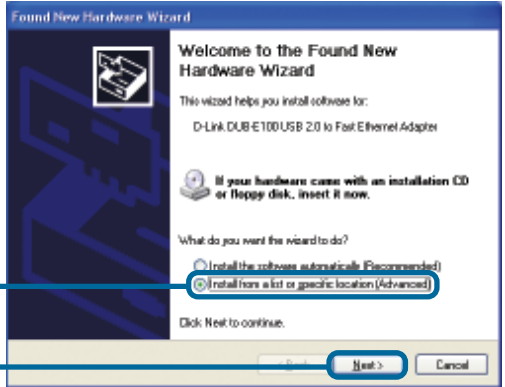 Found New Hardware Wizard
Welcome to the Found New
Hardware Wizard
This wizard helps you install software for:
D-Link DUB-E100 USB 2.0 to Fast Ethernet Adapter
If your hardware came with an installation CD
or floppy disk, insert it now.
What do you want the wizard to do?
Install the software automatically (Recommended)
Install from a list or specific location (Advanced)
Click Next to continue.
< Back Next > Cancel